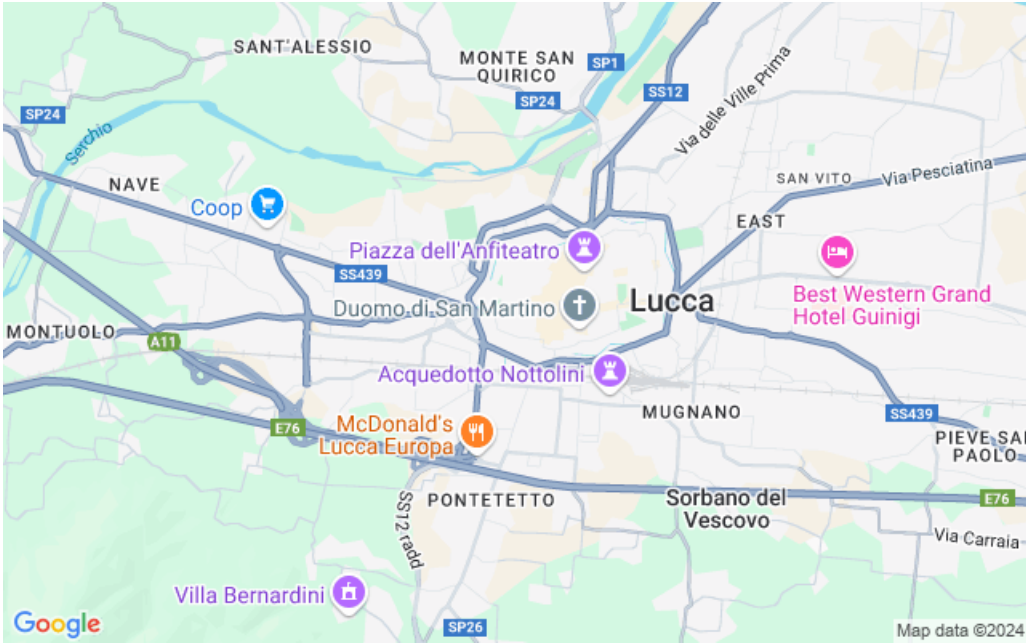 SANT'ALESSIO
MONTE SAN
QUIRICO
SP1
SP24
SS12
Via delle Ville Prima
SP24
Serchio
NAVE
Coop
SAN VITO
Via Pesciatina
EAST
Piazza dell'Anfiteatro
SS439
Duomo di San Martino
Lucca
Best Western Grand
Hotel Guinigi
MONTUOLO
A11
Acquedotto Nottolini
MUGNANO
SS439
McDonald's
Lucca Europa
E76
PIEVE SAN
PAOLO
PONTETETTO
Sorbano del
Vescovo
E76
SS12 radd
Via Carraia
Villa Bernardini
SP26
Google
Map data ©2024